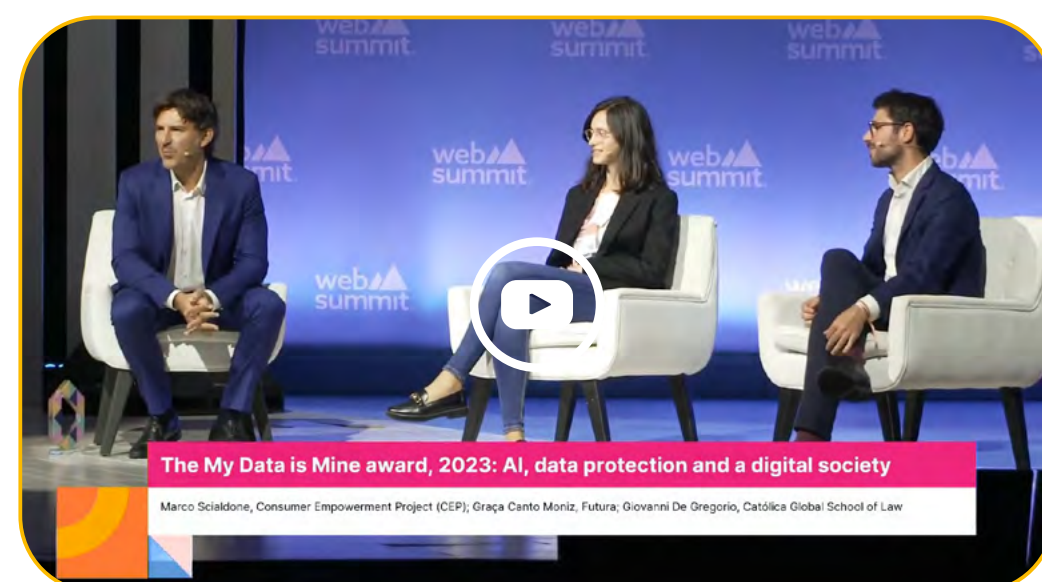 web
summit
web
summit
web
summit
web
summit
web
summit
web
summit
web
summit
The My Data is Mine award, 2023: AI, data protection and a digital society
Marco Scialdone, Consumer Empowerment Project (CEP); Graça Canto Moniz, Futura; Giovanni De Gregorio, Católica Global School of Law